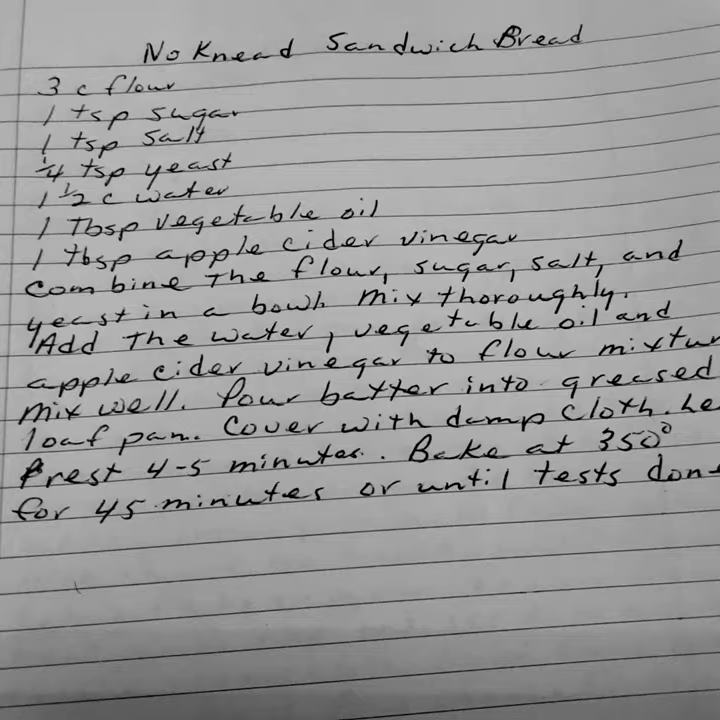 No Knead Sandwich Bread
3 c flour
1 tsp sugar
1 tsp salt
1/4 tsp yeast
1 1/2 c water
1 Tbsp vegetable oil
1 tbsp apple cider vinegar
Combine The flour, sugar, salt, and
yeast in a bowl. Mix thoroughly.
Add The water, vegetable oil and
apple cider vinegar to flour mixtur
Mix well. Pour batter into greased
loaf pan. Cover with damp cloth. Le
rest 4-5 minutes. Bake at 350°
for 45 minutes or until tests don